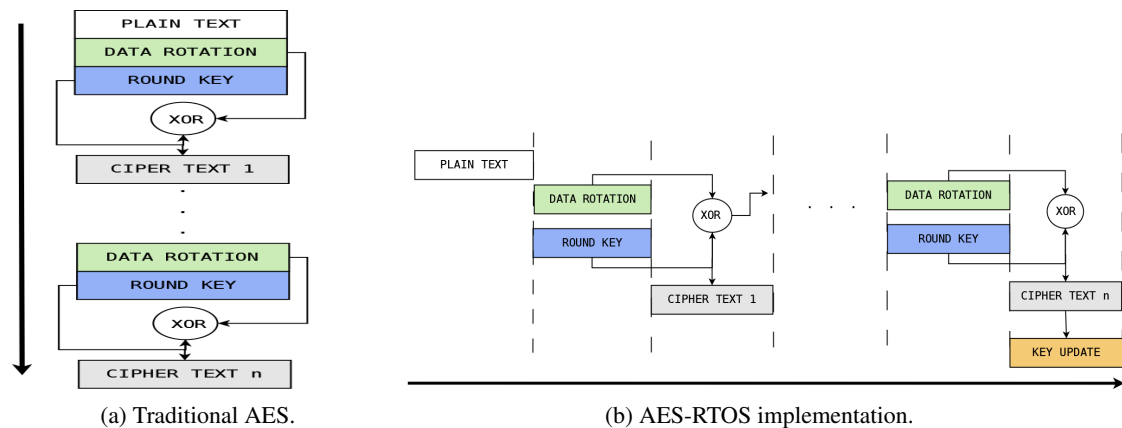 PLAIN TEXT
DATA ROTATION
ROUND KEY
XOR
CIPER TEXT 1
DATA ROTATION
ROUND KEY
XOR
CIPHER TEXT n
(a) Traditional AES.
PLAIN TEXT
DATA ROTATION
ROUND KEY
XOR
CIPHER TEXT 1
. . .
DATA ROTATION
ROUND KEY
XOR
CIPHER TEXT n
KEY UPDATE
(b) AES-RTOS implementation.